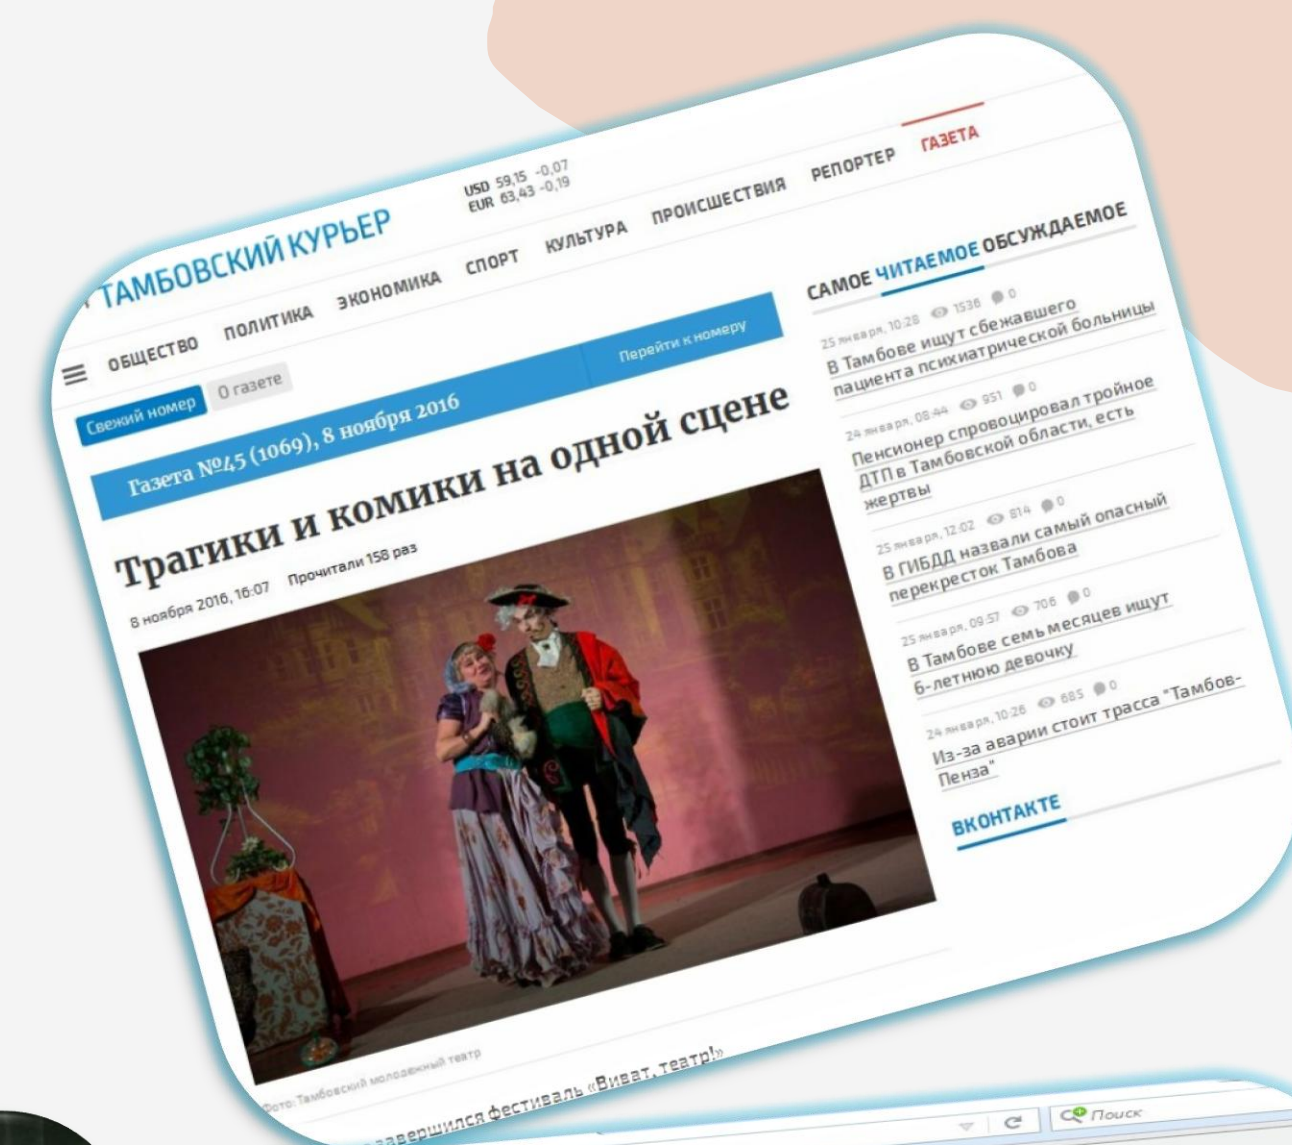 ТАМБОВСКИЙ КУРЬЕР
USD 59,15 -0,07
EUR 63,43 -0,19
ОБЩЕСТВО ПОЛИТИКА ЭКОНОМИКА СПОРТ КУЛЬТУРА ПРОИСШЕСТВИЯ РЕПОРТЕР ГАЗЕТА
Свежий номер О газете
Газета №45 (1069), 8 ноября 2016 Перейти к номеру
Трагики и комики на одной сцене
8 ноября 2016, 16:07 Прочитали 158 раз
Фото: Тамбовский молодежный театр
завершился фестиваль «Виват, театр!»
САМОЕ ЧИТАЕМОЕ ОБСУЖДАЕМОЕ
25 января, 10:28 1536 0
В Тамбове ищут сбежавшего
пациента психиатрической больницы
24 января, 08:44 951 0
Пенсионер спровоцировал тройное
ДТП в Тамбовской области, есть
жертвы
25 января, 12:02 814 0
В ГИБДД назвали самый опасный
перекресток Тамбова
25 января, 09:57 706 0
В Тамбове семь месяцев ищут
6-летнюю девочку
24 января, 10:26 685 0
Из-за аварии стоит трасса "Тамбов-
Пенза"
ВКОНТАКТЕ
Поиск